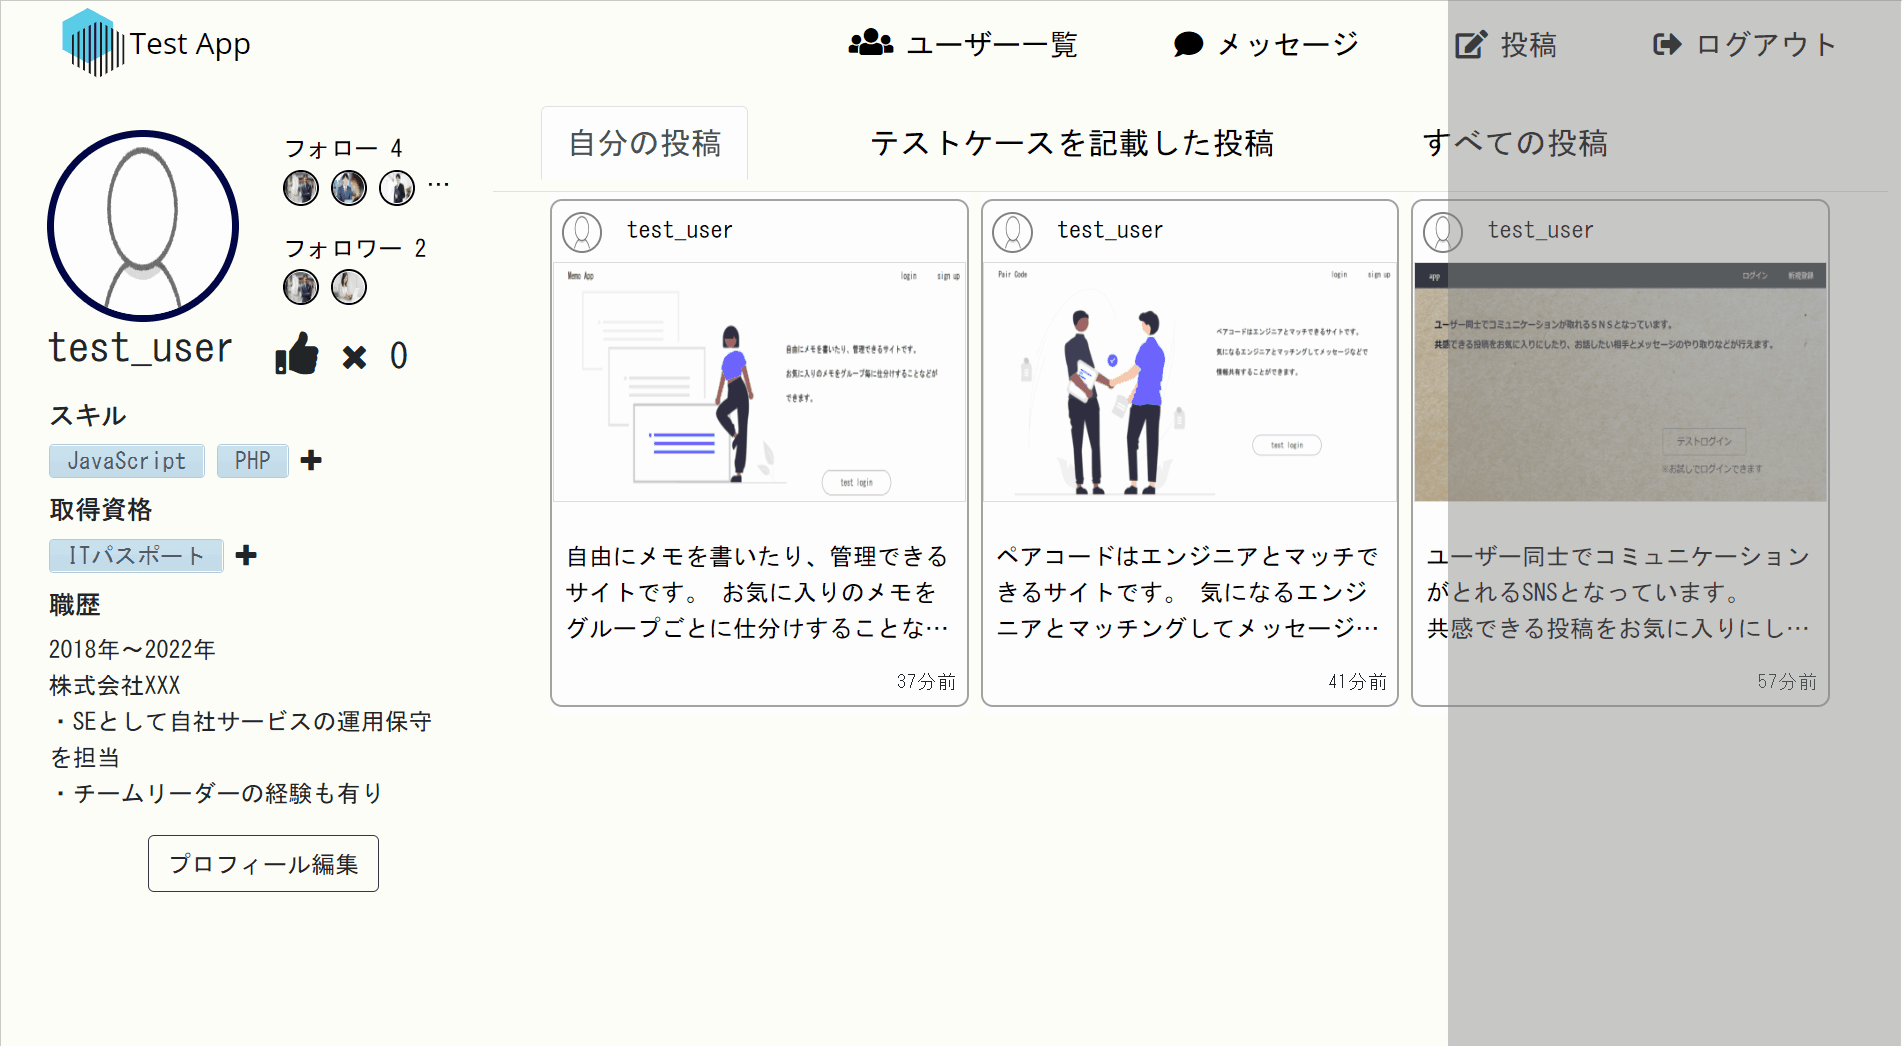 Test App
ユーザー一覧
メッセージ
投稿
ログアウト
フォロー 4
…
フォロワー 2
test_user
✖ 0
スキル
JavaScript PHP
取得資格
ITパスポート
職歴
2018年～2022年
株式会社XXX
・SEとして自社サービスの運用保守
を担当
・チームリーダーの経験も有り
プロフィール編集
自分の投稿
テストケースを記載した投稿
すべての投稿
test_user
Memo App login sign up
自由にメモを書いたり、管理できるサイトです。
お気に入りのメモをグループ毎に仕分けすることなどが
できます。
test login
自由にメモを書いたり、管理できる
サイトです。 お気に入りのメモを
グループごとに仕分けすることな…
37分前
test_user
Pair Code login sign up
ペアコードはエンジニアとマッチできるサイトです。
気になるエンジニアとマッチングしてメッセージなどで
情報共有することができます。
test login
ペアコードはエンジニアとマッチで
きるサイトです。 気になるエンジ
ニアとマッチングしてメッセージ…
41分前
test_user
app ログイン 新規登録
ユーザー同士でコミュニケーションが取れるSNSとなっています。
共感できる投稿をお気に入りにしたり、お話したい相手とメッセージのやり取りなどが行えます。
テストログイン
※お試しでログインできます
ユーザー同士でコミュニケーション
がとれるSNSとなっています。
共感できる投稿をお気に入りにし…
57分前